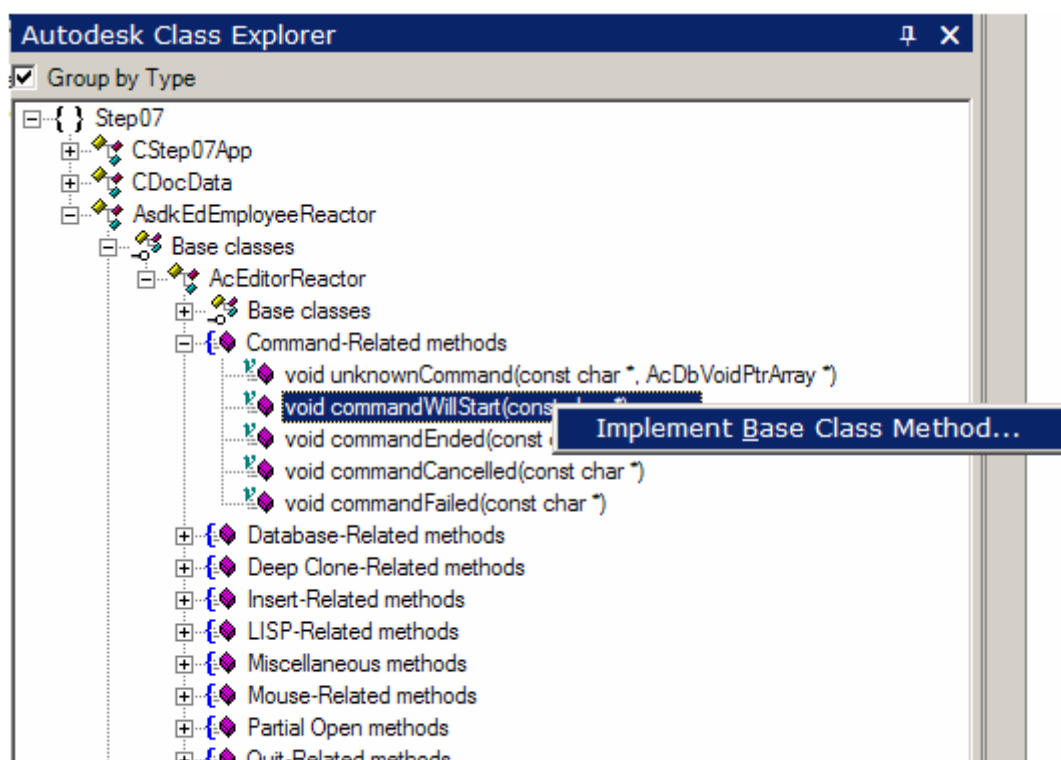 Autodesk Class Explorer
Group by Type
{ } Step07
CStep07App
CDocData
AsdkEdEmployeeReactor
Base classes
AcEditorReactor
Base classes
Command-Related methods
void unknownCommand(const char *, AcDbVoidPtrArray *)
void commandWillStart(const
Implement Base Class Method...
void commandEnded(const
void commandCancelled(const char *)
void commandFailed(const char *)
Database-Related methods
Deep Clone-Related methods
Insert-Related methods
LISP-Related methods
Miscellaneous methods
Mouse-Related methods
Partial Open methods
Quit-Related methods